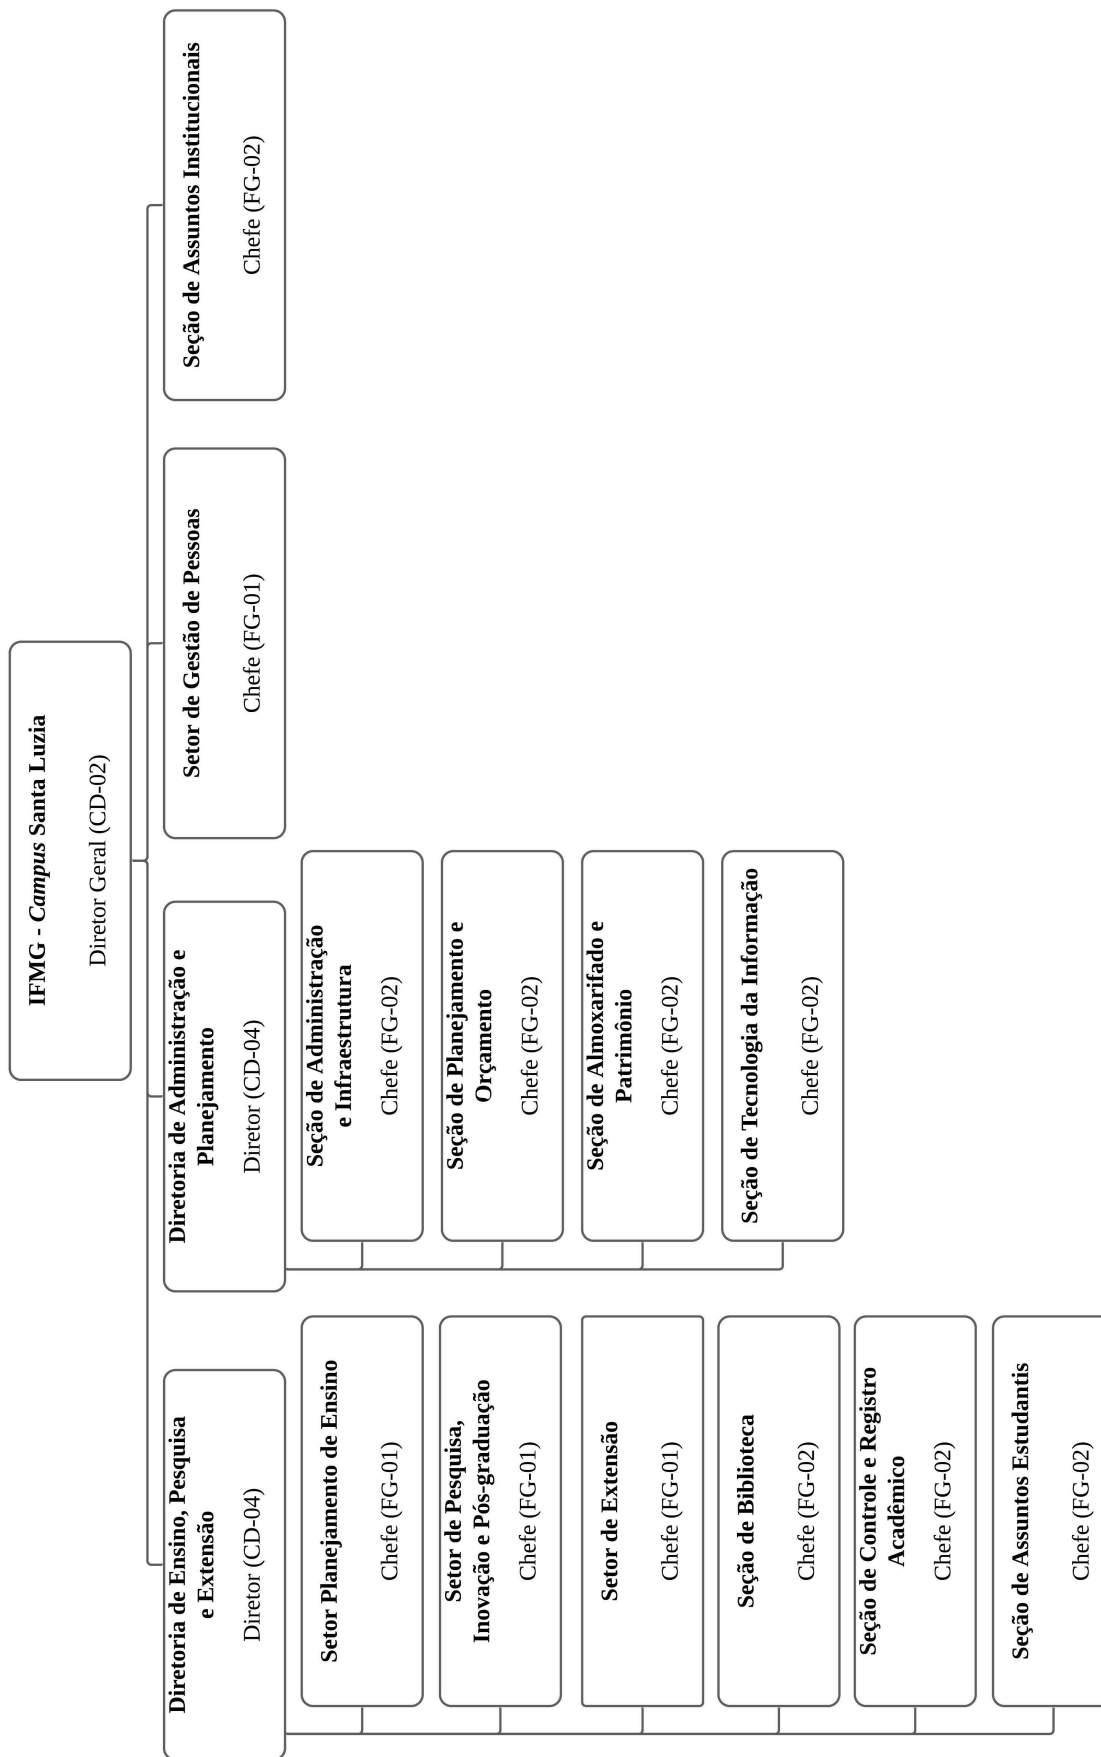 IFMG - Campus Santa Luzia
Diretor Geral (CD-02)
Diretoria de Ensino, Pesquisa
e Extensão
Diretor (CD-04)
Setor Planejamento de Ensino
Chefe (FG-01)
Setor de Pesquisa,
Inovação e Pós-graduação
Chefe (FG-01)
Setor de Extensão
Chefe (FG-01)
Seção de Biblioteca
Chefe (FG-02)
Seção de Controle e Registro
Acadêmico
Chefe (FG-02)
Seção de Assuntos Estudantis
Chefe (FG-02)
Diretoria de Administração e
Planejamento
Diretor (CD-04)
Seção de Administração
e Infraestrutura
Chefe (FG-02)
Seção de Planejamento e
Orçamento
Chefe (FG-02)
Seção de Almoxarifado e
Patrimônio
Chefe (FG-02)
Seção de Tecnologia da Informação
Chefe (FG-02)
Setor de Gestão de Pessoas
Chefe (FG-01)
Seção de Assuntos Institucionais
Chefe (FG-02)